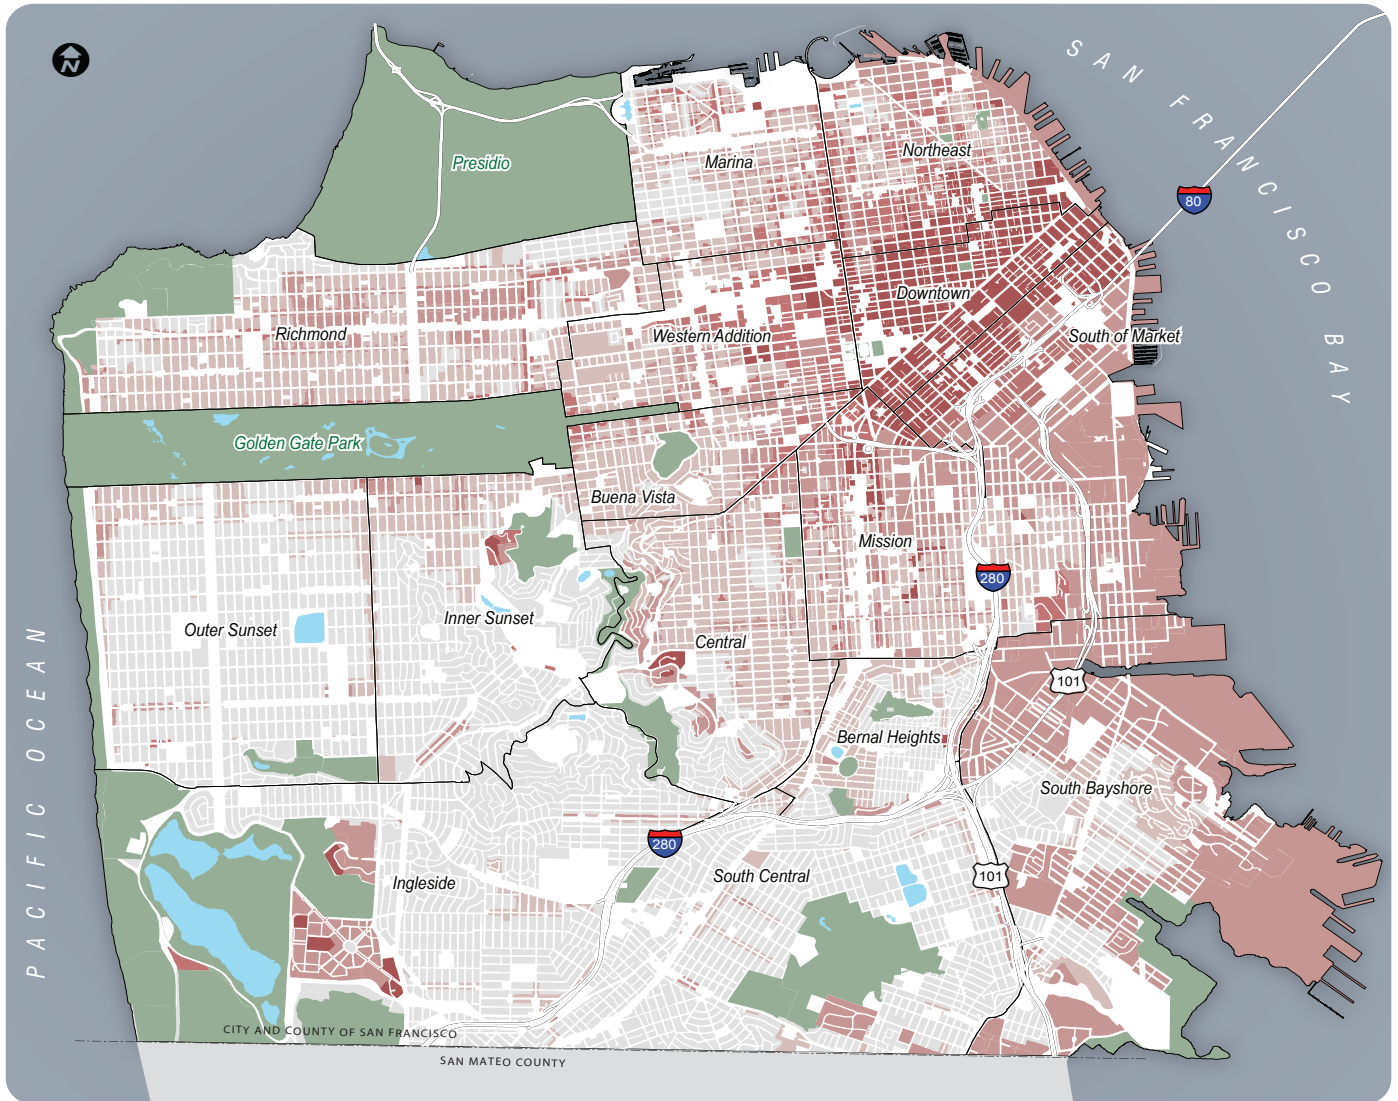 N
SAN FRANCISCO BAY
80
Presidio
Marina
Northeast
Downtown
Richmond
Western Addition
South of Market
Golden Gate Park
Buena Vista
Mission
280
Outer Sunset
Inner Sunset
Central
PACIFIC OCEAN
101
Bernal Heights
South Bayshore
280
Ingleside
South Central
101
CITY AND COUNTY OF SAN FRANCISCO
SAN MATEO COUNTY